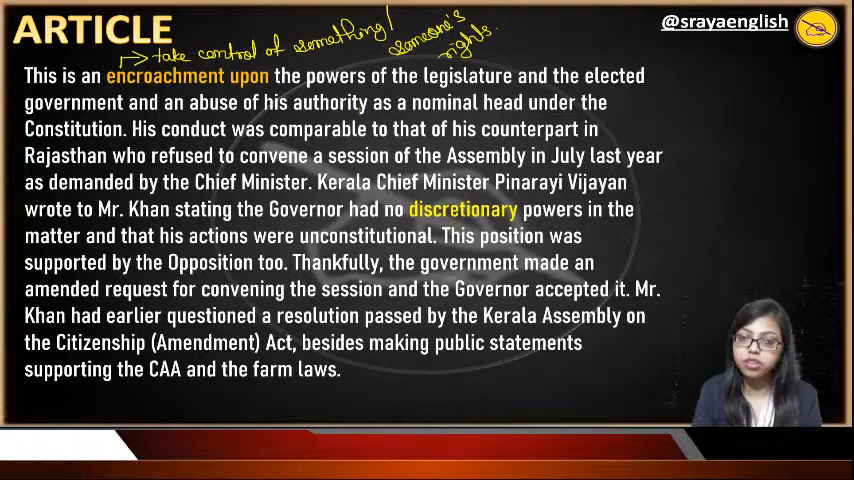 ARTICLE
@srayaenglish
take control of something/
someone's
rights.
This is an encroachment upon the powers of the legislature and the elected
government and an abuse of his authority as a nominal head under the
Constitution. His conduct was comparable to that of his counterpart in
Rajasthan who refused to convene a session of the Assembly in July last year
as demanded by the Chief Minister. Kerala Chief Minister Pinarayi Vijayan
wrote to Mr. Khan stating the Governor had no discretionary powers in the
matter and that his actions were unconstitutional. This position was
supported by the Opposition too. Thankfully, the government made an
amended request for convening the session and the Governor accepted it. Mr.
Khan had earlier questioned a resolution passed by the Kerala Assembly on
the Citizenship (Amendment) Act, besides making public statements
supporting the CAA and the farm laws.